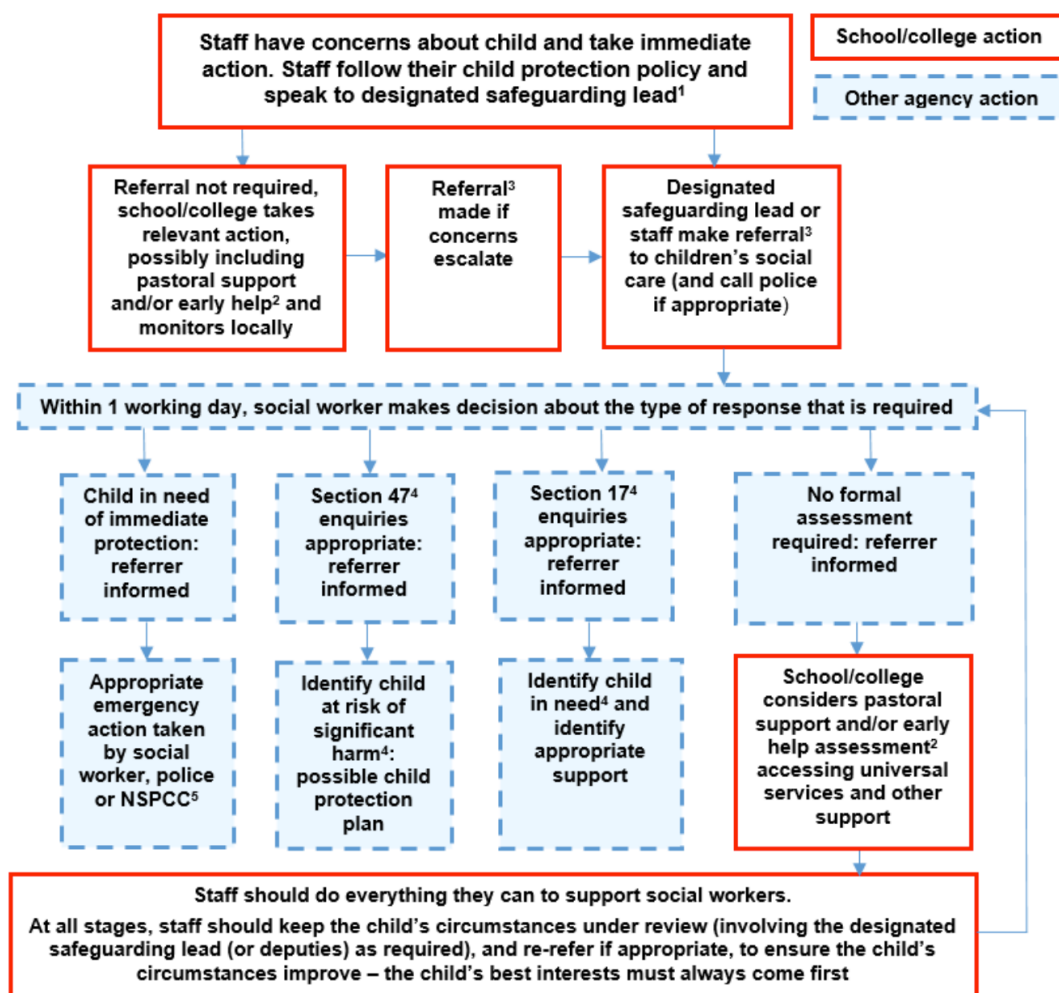 Staff have concerns about child and take immediate
action. Staff follow their child protection policy and
speak to designated safeguarding lead¹
School/college action
Other agency action
Referral not required,
school/college takes
relevant action,
possibly including
pastoral support
and/or early help² and
monitors locally
Referral³
made if
concerns
escalate
Designated
safeguarding lead or
staff make referral³
to children's social
care (and call police
if appropriate)
Within 1 working day, social worker makes decision about the type of response that is required
Child in need
of immediate
protection:
referrer
informed
Section 47⁴
enquiries
appropriate:
referrer
informed
Section 17⁴
enquiries
appropriate:
referrer
informed
No formal
assessment
required: referrer
informed
Appropriate
emergency
action taken
by social
worker, police
or NSPCC⁵
Identify child
at risk of
significant
harm⁴:
possible child
protection
plan
Identify child
in need⁴ and
identify
appropriate
support
School/college
considers pastoral
support and/or early
help assessment²
accessing universal
services and other
support
Staff should do everything they can to support social workers.
At all stages, staff should keep the child's circumstances under review (involving the designated
safeguarding lead (or deputies) as required), and re-refer if appropriate, to ensure the child's
circumstances improve – the child's best interests must always come first